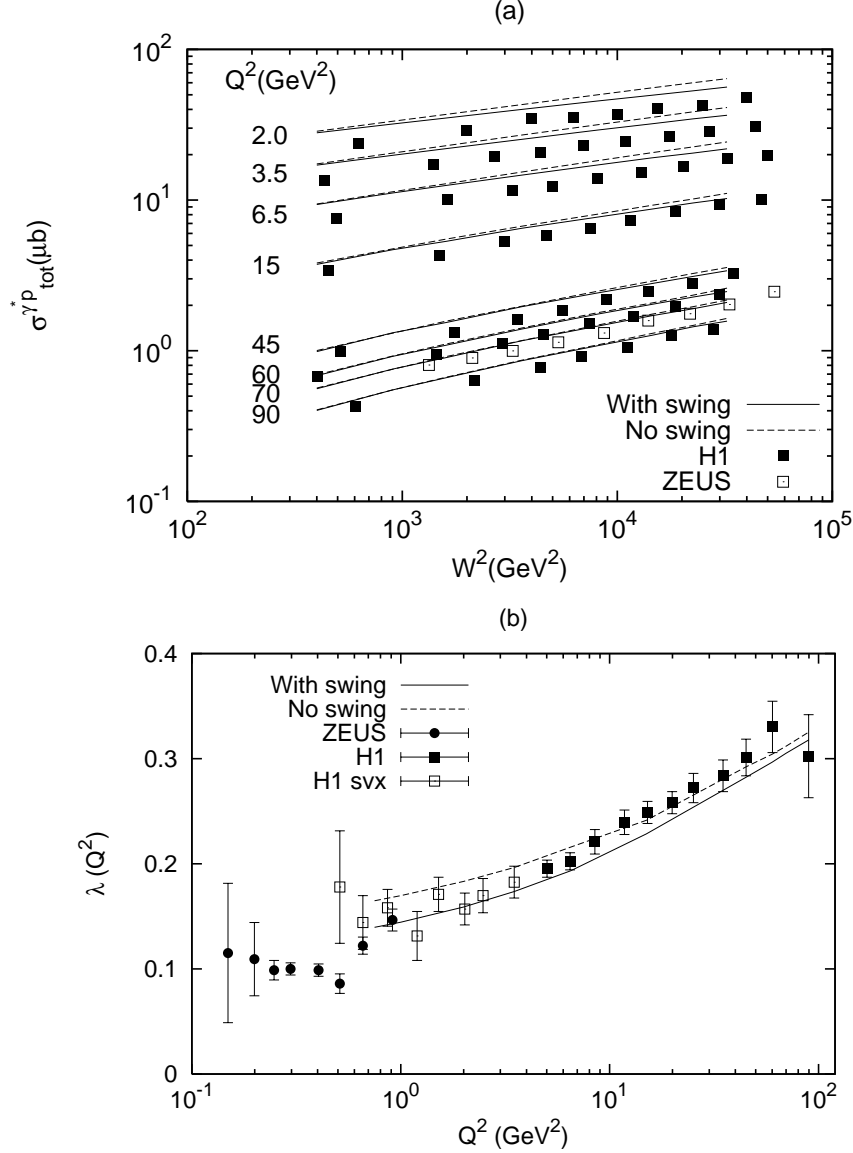 (a)
10^2
10^1
10^0
10^-1
σ^γ*p_tot(μb)
Q^2(GeV^2)
2.0
3.5
6.5
15
45
60
70
90
With swing
No swing
H1
ZEUS
10^2
10^3
10^4
10^5
W^2(GeV^2)
(b)
0.4
0.3
0.2
0.1
0
λ (Q^2)
With swing
No swing
ZEUS
H1
H1 svx
10^-1
10^0
10^1
10^2
Q^2 (GeV^2)